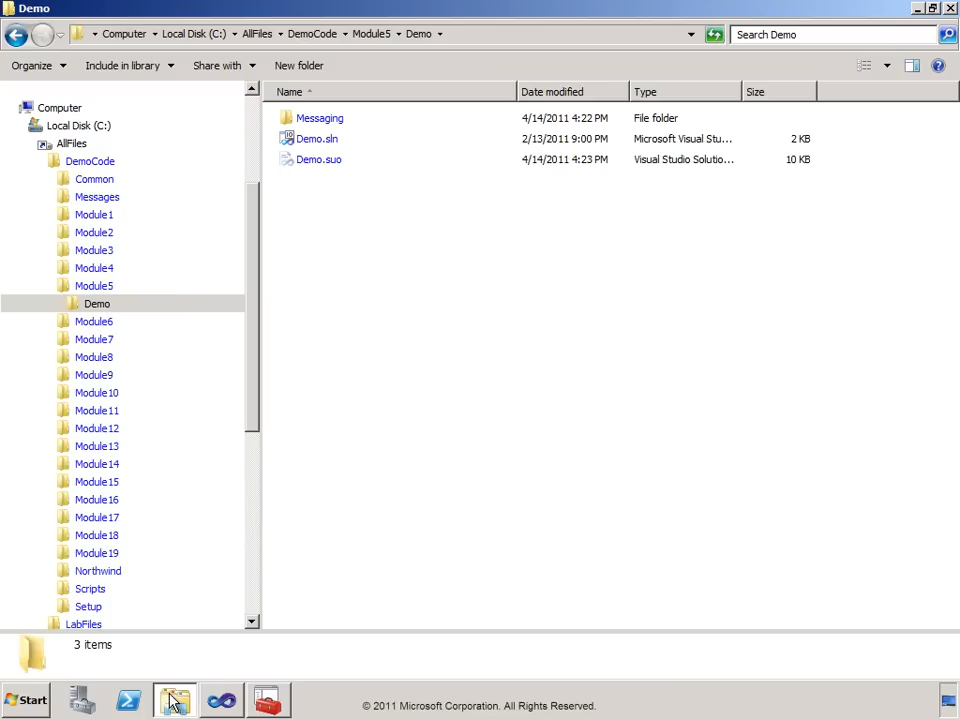 Demo
Computer Local Disk (C:) AllFiles DemoCode Module5 Demo
Search Demo
Organize Include in library Share with New folder
Name Date modified Type Size
Computer
Local Disk (C:)
AllFiles
DemoCode
Common
Messages
Module1
Module2
Module3
Module4
Module5
Demo
Module6
Module7
Module8
Module9
Module10
Module11
Module12
Module13
Module14
Module15
Module16
Module17
Module18
Module19
Northwind
Scripts
Setup
LabFiles
Messaging 4/14/2011 4:22 PM File folder
Demo.sln 2/13/2011 9:00 PM Microsoft Visual Stu... 2 KB
Demo.suo 4/14/2011 4:23 PM Visual Studio Solutio... 10 KB
3 items
Start
© 2011 Microsoft Corporation. All Rights Reserved.